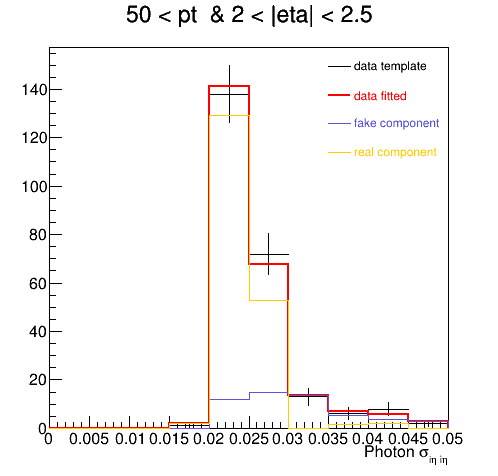 50 < pt & 2 < |eta| < 2.5
data template
data fitted
fake component
real component
140
120
100
80
60
40
20
0
0 0.005 0.01 0.015 0.02 0.025 0.03 0.035 0.04 0.045 0.05
Photon σiη iη